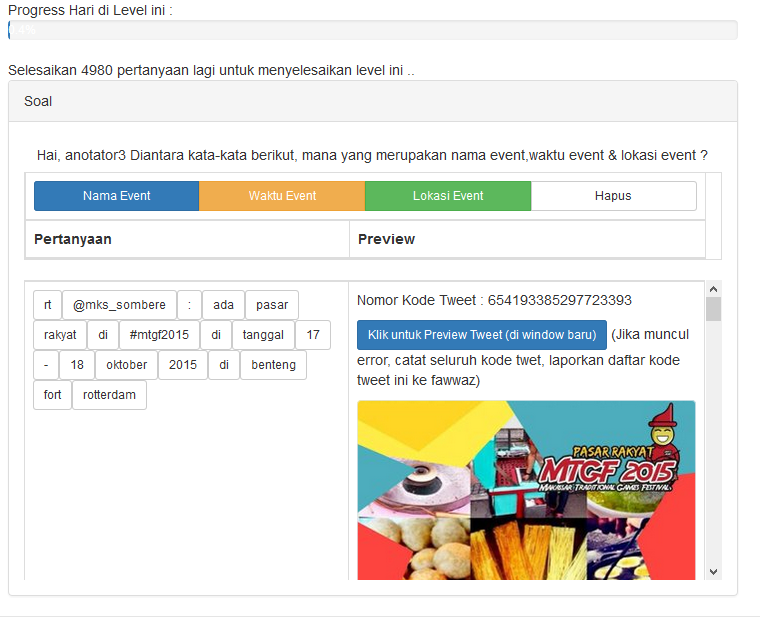 Progress Hari di Level ini :
Selesaikan 4980 pertanyaan lagi untuk menyelesaikan level ini ..
Soal
Hai, anotator3 Diantara kata-kata berikut, mana yang merupakan nama event,waktu event & lokasi event ?
Nama Event Waktu Event Lokasi Event Hapus
Pertanyaan Preview
rt @mks_sombere : ada pasar
rakyat di #mtgf2015 di tanggal 17
- 18 oktober 2015 di benteng
fort rotterdam
Nomor Kode Tweet : 654193385297723393
Klik untuk Preview Tweet (di window baru) (Jika muncul
error, catat seluruh kode twet, laporkan daftar kode
tweet ini ke fawwaz)
PASAR RAKYAT
MTGF 2015
MAKASSAR TRADITIONAL GAMES FESTIVAL